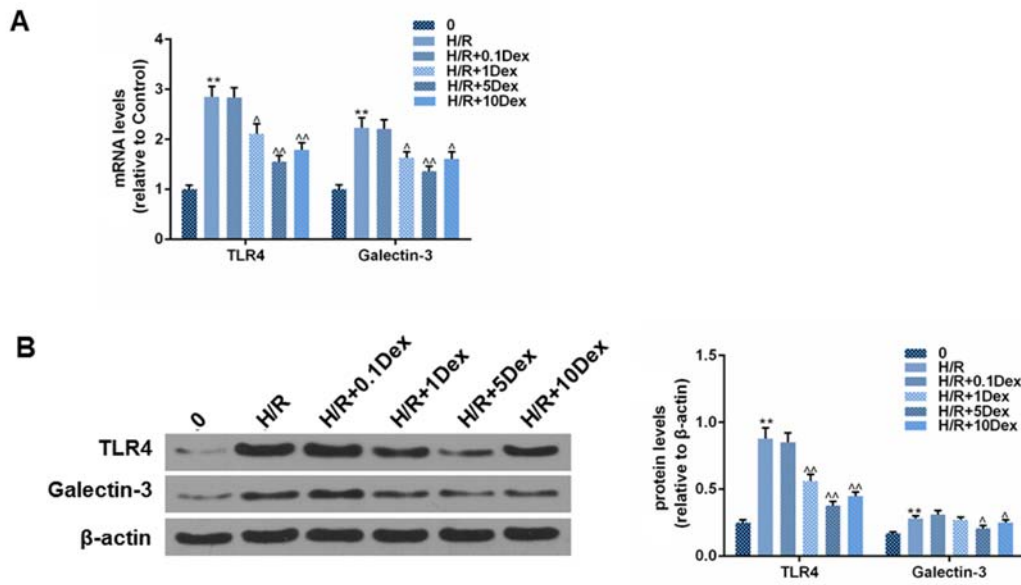 A
mRNA levels
(relative to Control)
4
3
2
1
0
**
^
^^
^^
**
^
^^
^
TLR4
Galectin-3
0
H/R
H/R+0.1Dex
H/R+1Dex
H/R+5Dex
H/R+10Dex
B
0
H/R
H/R+0.1Dex
H/R+1Dex
H/R+5Dex
H/R+10Dex
TLR4
Galectin-3
β-actin
protein levels
(relative to β-actin)
1.5
1.0
0.5
0.0
**
^^
^^
^^
**
^
^
TLR4
Galectin-3
0
H/R
H/R+0.1Dex
H/R+1Dex
H/R+5Dex
H/R+10Dex